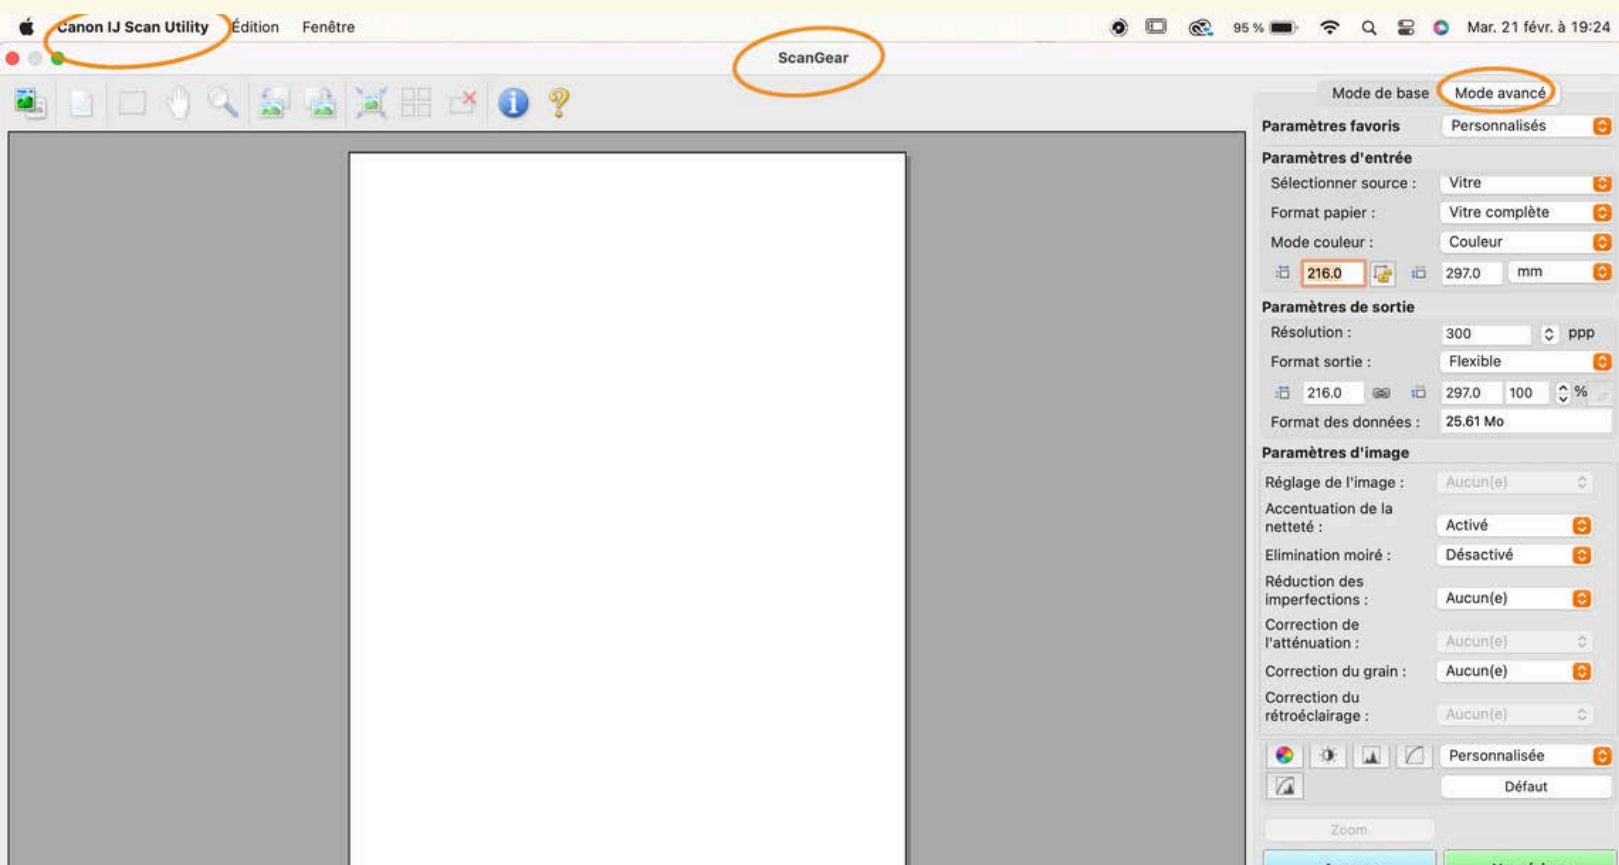 Canon IJ Scan Utility Édition Fenêtre 95 % Mar. 21 févr. à 19:24
ScanGear
Mode de base Mode avancé
Paramètres favoris Personnalisés
Paramètres d'entrée
Sélectionner source : Vitre
Format papier : Vitre complète
Mode couleur : Couleur
216.0 297.0 mm
Paramètres de sortie
Résolution : 300 ppp
Format sortie : Flexible
216.0 297.0 100 %
Format des données : 25.61 Mo
Paramètres d'image
Réglage de l'image : Aucun(e)
Accentuation de la
netteté : Activé
Elimination moiré : Désactivé
Réduction des
imperfections : Aucun(e)
Correction de
l'atténuation : Aucun(e)
Correction du grain : Aucun(e)
Correction du
rétroéclairage : Aucun(e)
Personnalisée
Défaut
Zoom